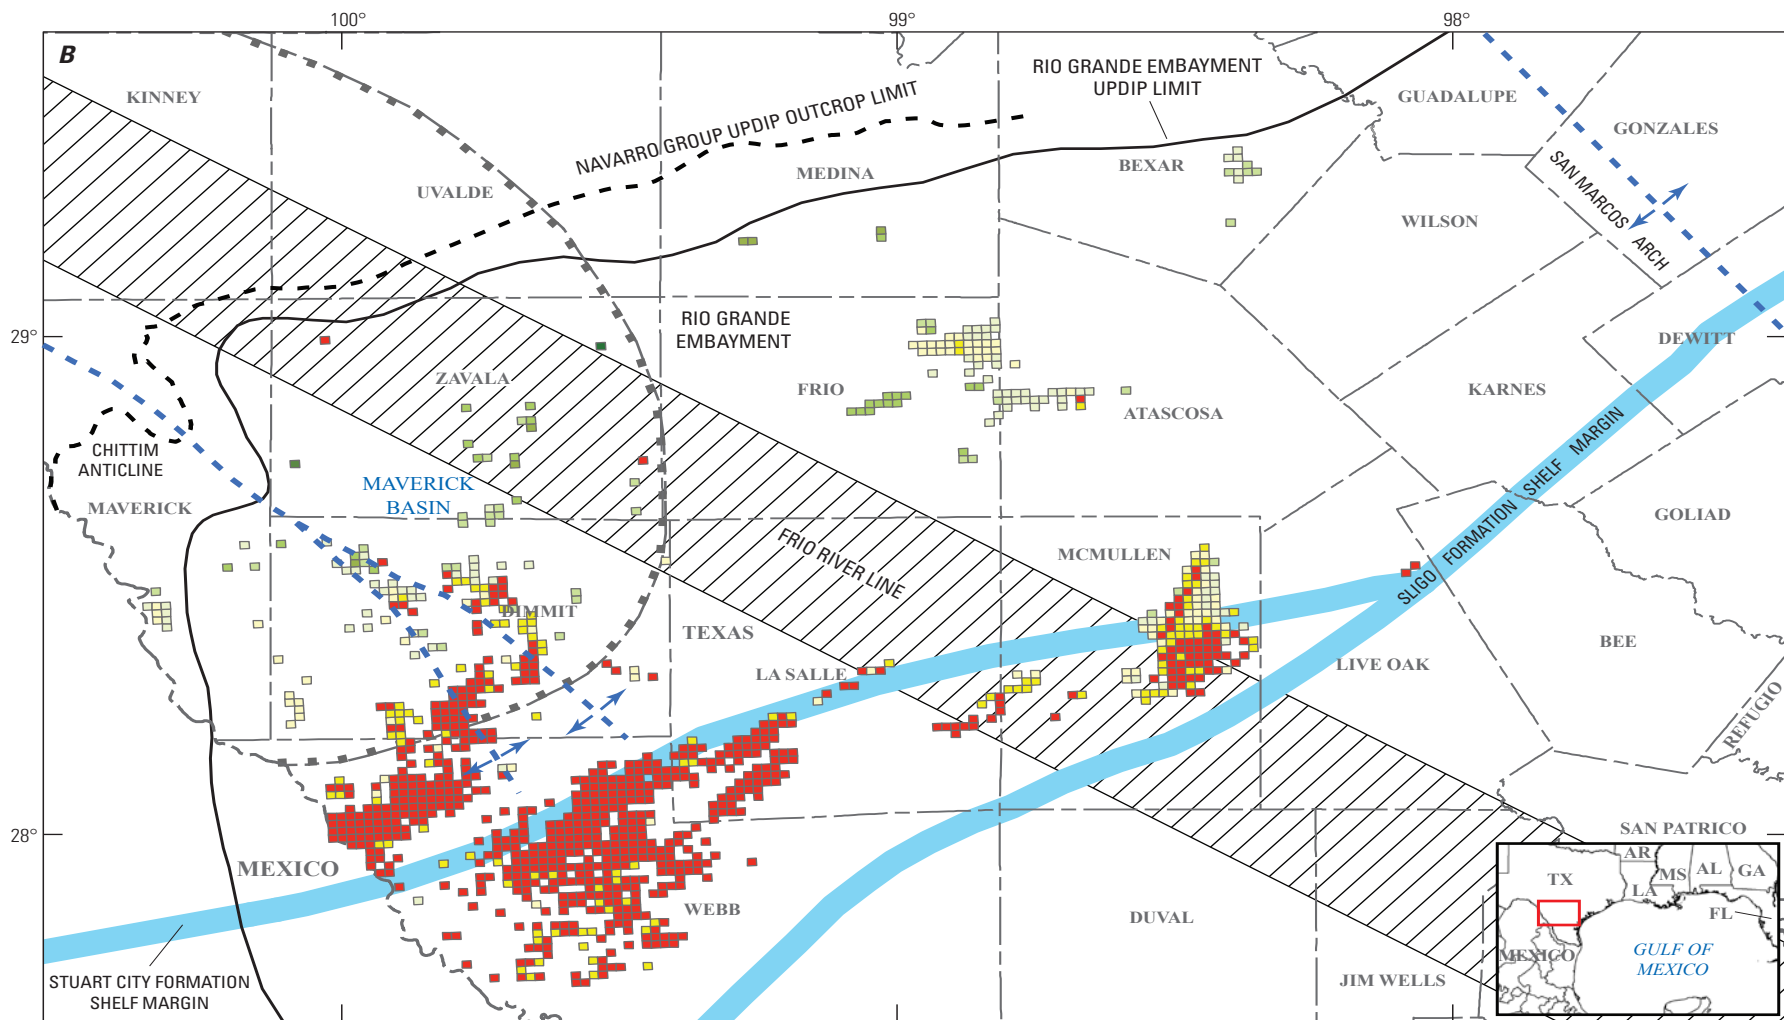 100°
99°
98°
B
KINNEY
NAVARRO GROUP UPDIP OUTCROP LIMIT
RIO GRANDE EMBAYMENT
UPDIP LIMIT
GUADALUPE
GONZALES
UVALDE
MEDINA
BEXAR
SAN MARCOS ARCH
WILSON
29°
RIO GRANDE
EMBAYMENT
DEWITT
ZAVALA
FRIO
ATASCOSA
KARNES
CHITTIM
ANTICLINE
MAVERICK
BASIN
MAVERICK
SLIGO FORMATION SHELF MARGIN
GOLIAD
FRIO RIVER LINE
MCMULLEN
DIMMIT
TEXAS
LA SALLE
LIVE OAK
BEE
REFUGIO
28°
MEXICO
WEBB
DUVAL
SAN PATRICO
STUART CITY FORMATION
SHELF MARGIN
JIM WELLS
AR
TX
MS
AL
GA
LA
FL
MEXICO
GULF OF
MEXICO